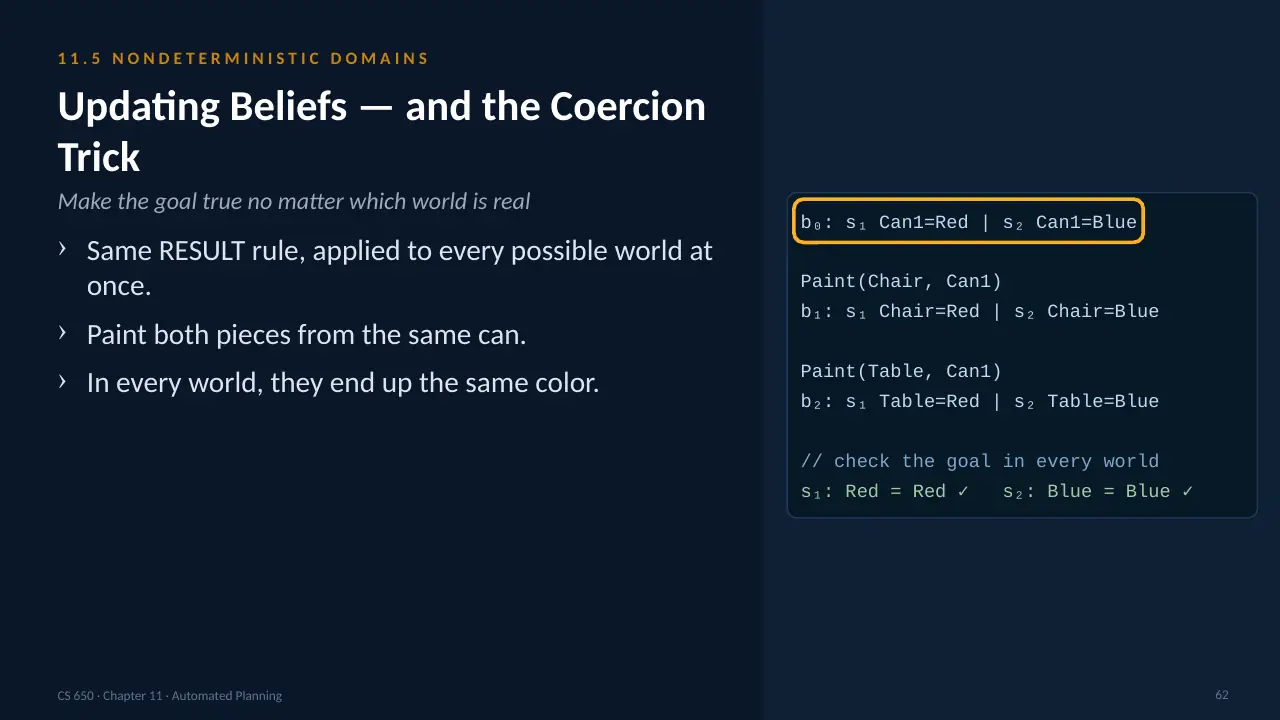 11.5 NONDETERMINISTIC DOMAINS
Updating Beliefs — and the Coercion
Trick
Make the goal true no matter which world is real
› Same RESULT rule, applied to every possible world at
once.
› Paint both pieces from the same can.
› In every world, they end up the same color.
b₀: s₁ Can1=Red | s₂ Can1=Blue
Paint(Chair, Can1)
b₁: s₁ Chair=Red | s₂ Chair=Blue
Paint(Table, Can1)
b₂: s₁ Table=Red | s₂ Table=Blue
// check the goal in every world
s₁: Red = Red ✓   s₂: Blue = Blue ✓
CS 650 · Chapter 11 · Automated Planning
62